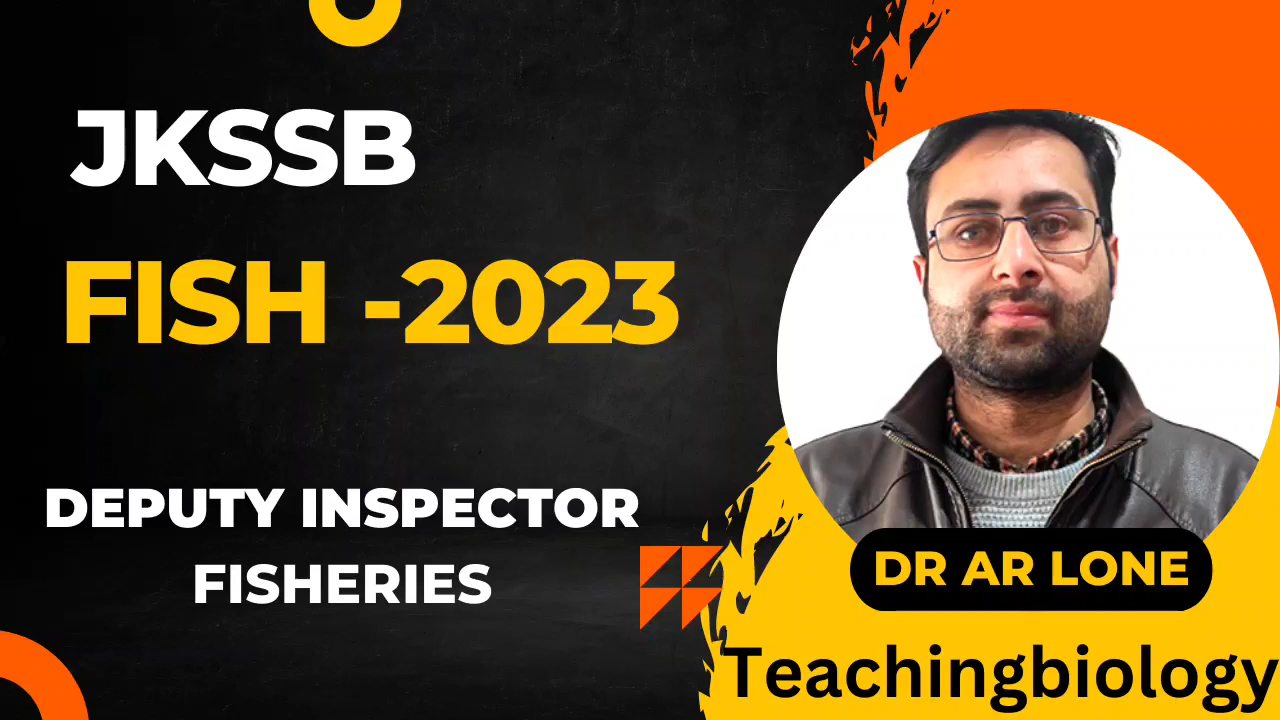 JKSSB
FISH -2023
DEPUTY INSPECTOR
FISHERIES
DR AR LONE
Teachingbiology